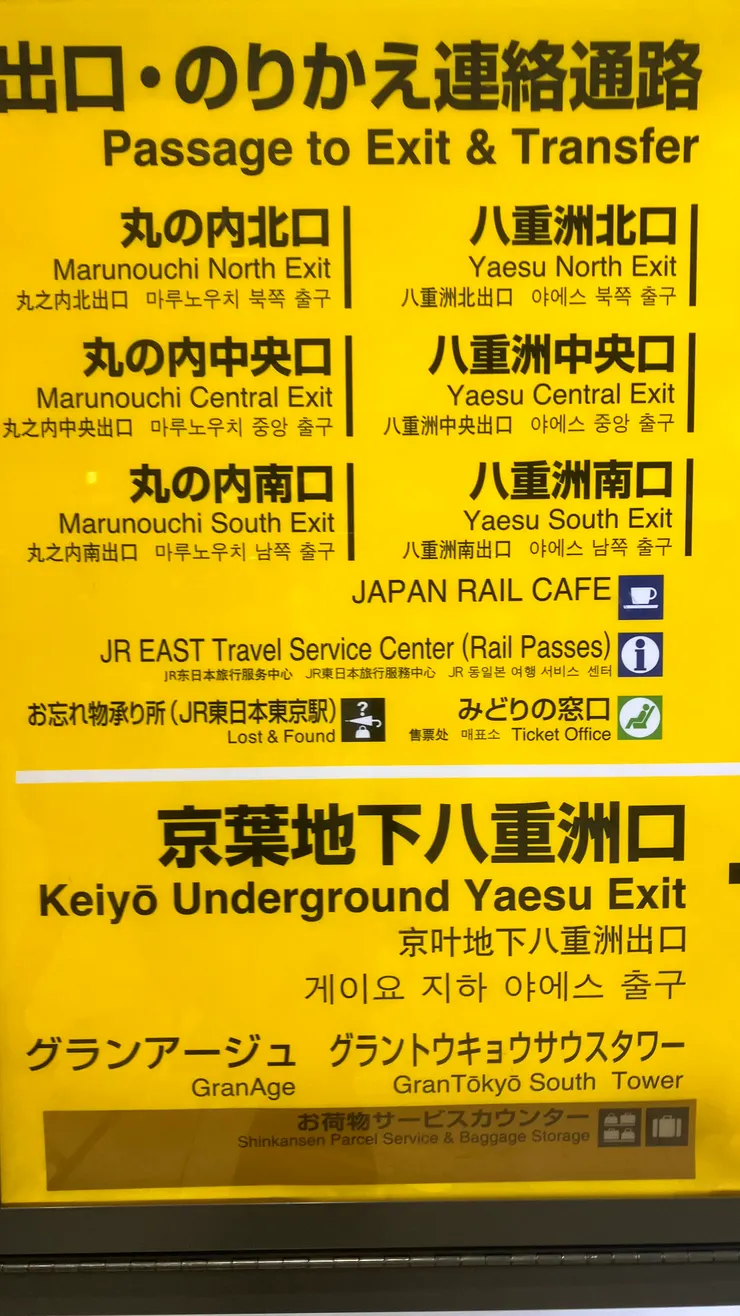 出口・のりかえ連絡通路
Passage to Exit & Transfer
丸の内北口
Marunouchi North Exit
丸之内北出口 마루노우치 북쪽 출구
八重洲北口
Yaesu North Exit
八重洲北出口 야에스 북쪽 출구
丸の内中央口
Marunouchi Central Exit
丸之内中央出口 마루노우치 중앙 출구
八重洲中央口
Yaesu Central Exit
八重洲中央出口 야에스 중앙 출구
丸の内南口
Marunouchi South Exit
丸之内南出口 마루노우치 남쪽 출구
八重洲南口
Yaesu South Exit
八重洲南出口 야에스 남쪽 출구
JAPAN RAIL CAFE
JR EAST Travel Service Center (Rail Passes)
JR东日本旅行服务中心 JR東日本旅行服務中心 JR 동일본 여행 서비스 센터
お忘れ物承り所(JR東日本東京駅)
Lost & Found
みどりの窓口
售票处 매표소 Ticket Office
京葉地下八重洲口
Keiyō Underground Yaesu Exit
京叶地下八重洲出口
게이요 지하 야에스 출구
グランアージュ
GranAge
グラントウキョウサウスタワー
GranTōkyō South Tower
お荷物サービスカウンター
Shinkansen Parcel Service & Baggage Storage